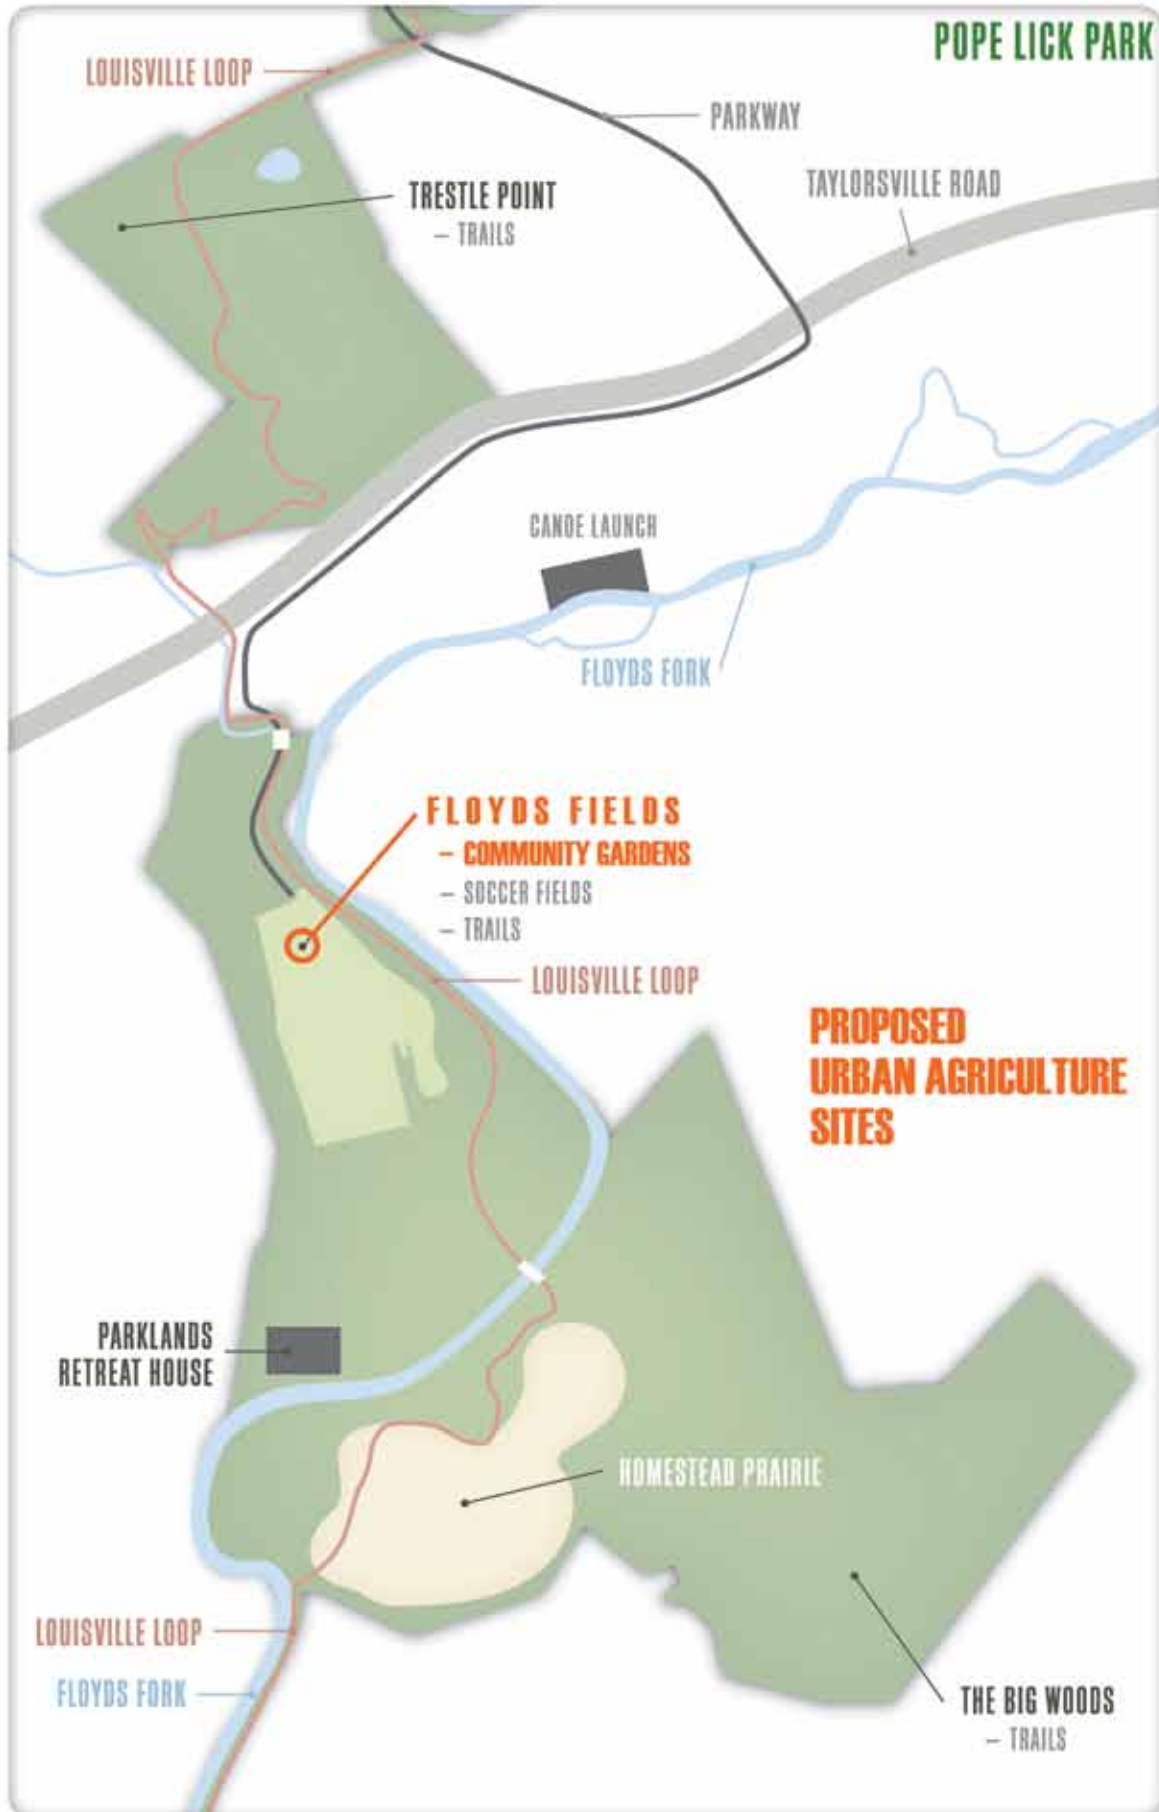 POPE LICK PARK
LOUISVILLE LOOP
PARKWAY
TAYLORSVILLE ROAD
TRESTLE POINT
– TRAILS
CANOE LAUNCH
FLOYDS FORK
FLOYDS FIELDS
– COMMUNITY GARDENS
– SOCCER FIELDS
– TRAILS
LOUISVILLE LOOP
PROPOSED
URBAN AGRICULTURE
SITES
PARKLANDS
RETREAT HOUSE
HOMESTEAD PRAIRIE
LOUISVILLE LOOP
FLOYDS FORK
THE BIG WOODS
– TRAILS